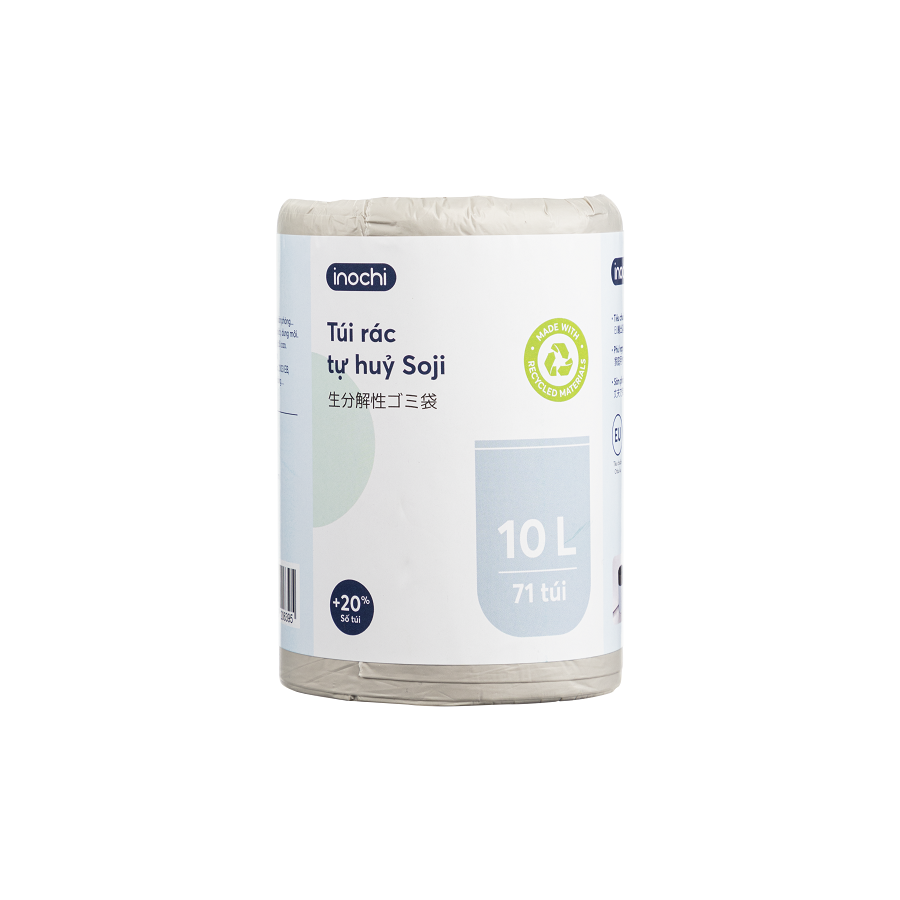 inochi
Túi rác
tự huỷ Soji
生分解性ゴミ袋
MADE WITH
RECYCLED MATERIALS
10 L
71 túi
+20%
Số túi
EU